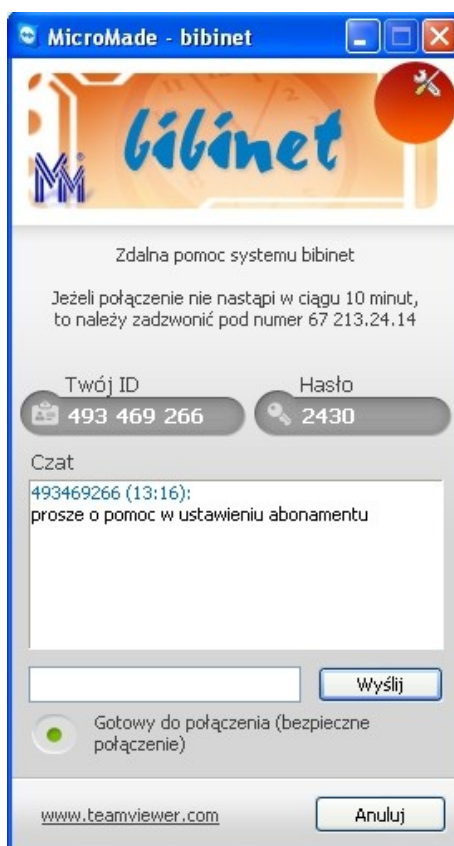 MicroMade - bibinet
bibinet
MM
Zdalna pomoc systemu bibinet
Jeżeli połączenie nie nastąpi w ciągu 10 minut,
to należy zadzwonić pod numer 67 213.24.14
Twój ID
Hasło
493 469 266
2430
Czat
493469266 (13:16):
prosze o pomoc w ustawieniu abonamentu
Wyślij
Gotowy do połączenia (bezpieczne
połączenie)
www.teamviewer.com
Anuluj